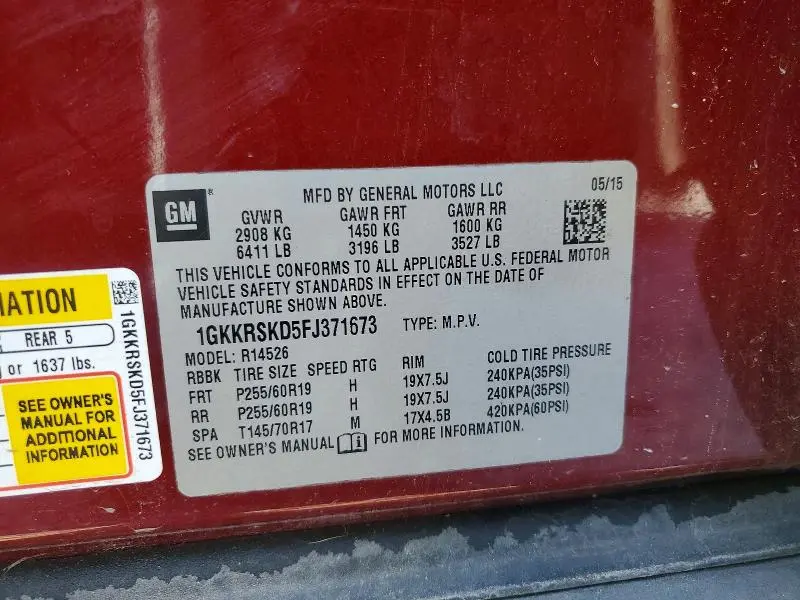 GM
®
MFD BY GENERAL MOTORS LLC
05/15
GVWR GAWR FRT GAWR RR
2908 KG 1450 KG 1600 KG
6411 LB 3196 LB 3527 LB
THIS VEHICLE CONFORMS TO ALL APPLICABLE U.S. FEDERAL MOTOR
VEHICLE SAFETY STANDARDS IN EFFECT ON THE DATE OF
MANUFACTURE SHOWN ABOVE.
1GKKRSKD5FJ371673 TYPE: M.P.V.
MODEL: R14526
RBBK TIRE SIZE SPEED RTG RIM COLD TIRE PRESSURE
FRT P255/60R19 H 19X7.5J 240KPA(35PSI)
RR P255/60R19 H 19X7.5J 240KPA(35PSI)
SPA T145/70R17 M 17X4.5B 420KPA(60PSI)
SEE OWNER'S MANUAL FOR MORE INFORMATION.
MATION
REAR 5
or 1637 lbs.
SEE OWNER'S
MANUAL FOR
ADDITIONAL
INFORMATION
1GKKRSKD5FJ371673